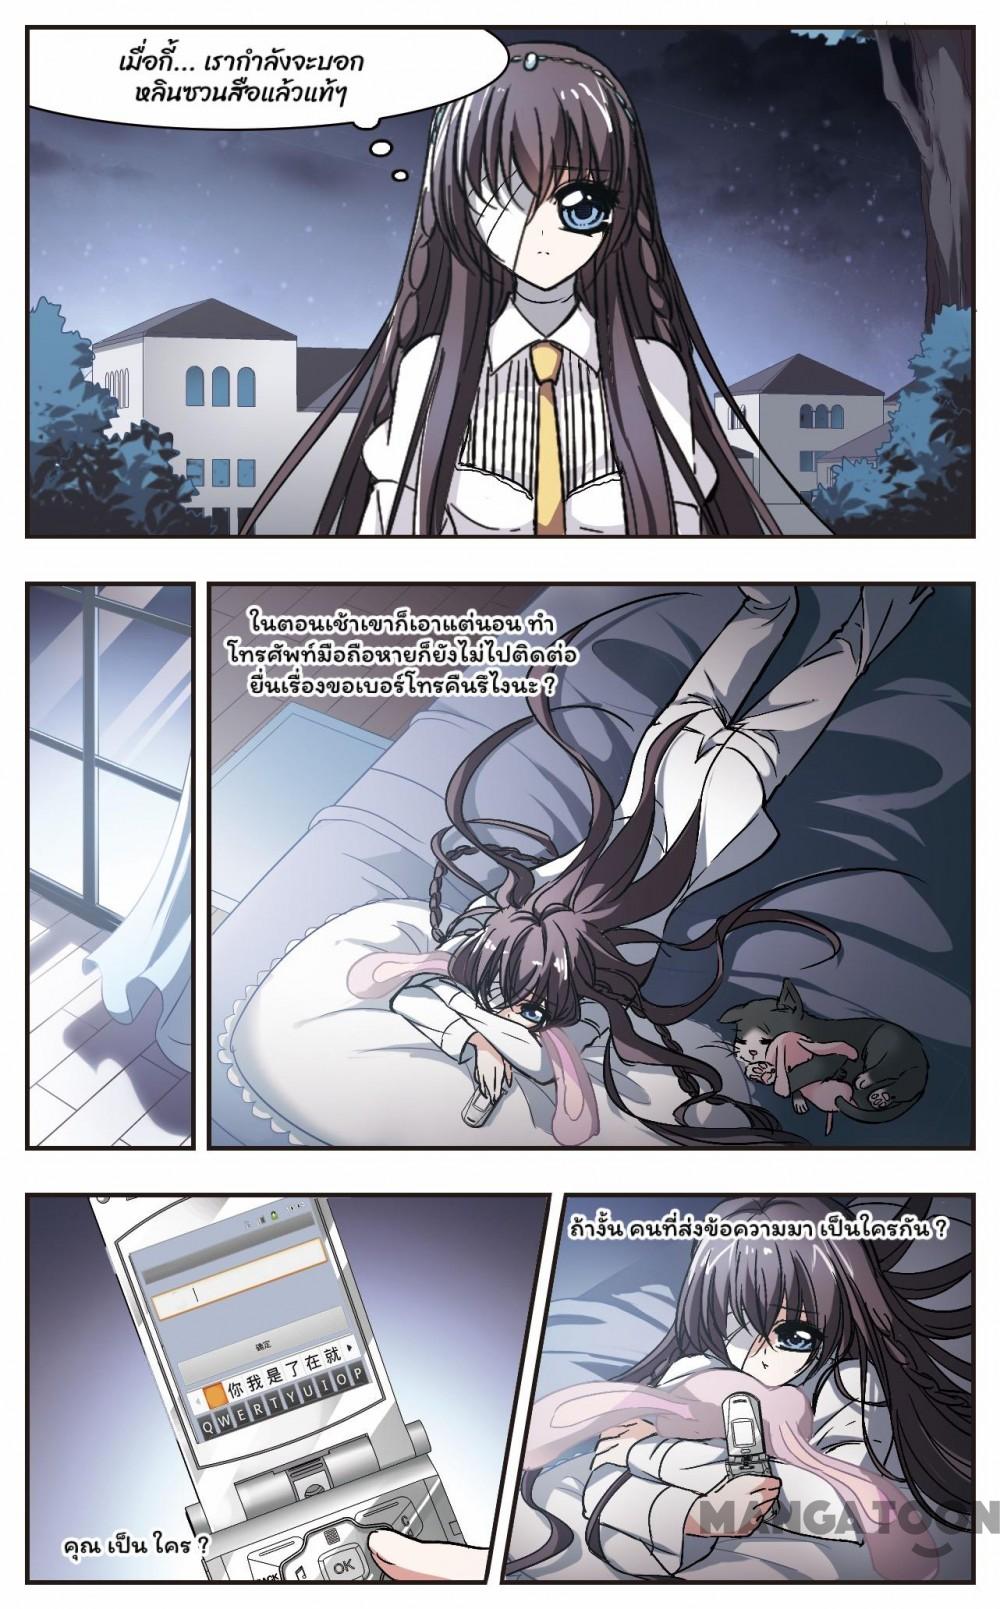 เมื่อกี้... เรากำลังจะบอก
หลินซวนสือแล้วแท้ๆ
ในตอนเช้าเขาก็เอาแต่นอน ทำ
โทรศัพท์มือถือหายก็ยังไม่ไปติดต่อ
ยื่นเรื่องขอเบอร์โทรคืนรึไงนะ ?
确定
你我是了在就
QWERTYUIOP
OK
คุณ เป็น ใคร ?
ถ้างั้น คนที่ส่งข้อความมา เป็นใครกัน ?
MANGATOON